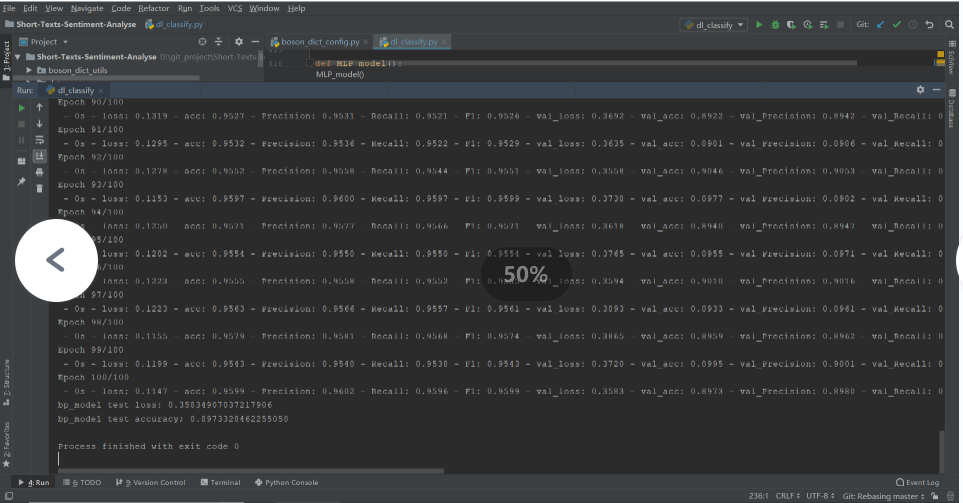 File Edit View Navigate Code Refactor Run Tools VCS Window Help
Short-Texts-Sentiment-Analyse dl_classify.py dl_classify Git:
Project boson_dict_config.py dl_classify.py
1: Project
Short-Texts-Sentiment-Analyse D:\git_project\Short-Texts
boson_dict_utils
416 def MLP_model():
MLP_model()
SciView
Database
Run: dl_classify
Epoch 90/100
- 0s - loss: 0.1319 - acc: 0.9527 - Precision: 0.9531 - Recall: 0.9521 - F1: 0.9526 - val_loss: 0.3692 - val_acc: 0.8922 - val_Precision: 0.8942 - val_Recall: 0
Epoch 91/100
- 0s - loss: 0.1295 - acc: 0.9532 - Precision: 0.9536 - Recall: 0.9522 - F1: 0.9529 - val_loss: 0.3635 - val_acc: 0.8901 - val_Precision: 0.8906 - val_Recall: 0
Epoch 92/100
- 0s - loss: 0.1278 - acc: 0.9552 - Precision: 0.9558 - Recall: 0.9544 - F1: 0.9551 - val_loss: 0.3558 - val_acc: 0.9046 - val_Precision: 0.9053 - val_Recall: 0
Epoch 93/100
- 0s - loss: 0.1153 - acc: 0.9597 - Precision: 0.9600 - Recall: 0.9597 - F1: 0.9599 - val_loss: 0.3738 - val_acc: 0.8977 - val_Precision: 0.8982 - val_Recall: 0
Epoch 94/100
0s - loss: 0.1250 - acc: 0.9571 - Precision: 0.9577 - Recall: 0.9566 - F1: 0.9571 - val_loss: 0.3618 - val_acc: 0.8940 - val_Precision: 0.8947 - val_Recall: 0
95/100
- loss: 0.1202 - acc: 0.9554 - Precision: 0.9550 - Recall: 0.9550 - F1: 0.9554 - val_loss: 0.3765 - val_acc: 0.8955 - val_Precision: 0.8971 - val_Recall: 0
6/100
- loss: 0.1223 - acc: 0.9555 - Precision: 0.9558 - Recall: 0.9552 - F1: - val_loss: 0.3594 - val_acc: 0.9010 - val_Precision: 0.9016 - val_Recall: 0
97/100
- 0s - loss: 0.1223 - acc: 0.9563 - Precision: 0.9566 - Recall: 0.9557 - F1: 0.9561 - val_loss: 0.3893 - val_acc: 0.8933 - val_Precision: 0.8961 - val_Recall: 0
Epoch 98/100
- 0s - loss: 0.1155 - acc: 0.9579 - Precision: 0.9581 - Recall: 0.9568 - F1: 0.9574 - val_loss: 0.3865 - val_acc: 0.8959 - val_Precision: 0.8962 - val_Recall: 0
Epoch 99/100
- 0s - loss: 0.1199 - acc: 0.9543 - Precision: 0.9540 - Recall: 0.9538 - F1: 0.9543 - val_loss: 0.3720 - val_acc: 0.8995 - val_Precision: 0.9001 - val_Recall: 0
Epoch 100/100
- 0s - loss: 0.1147 - acc: 0.9599 - Precision: 0.9602 - Recall: 0.9596 - F1: 0.9599 - val_loss: 0.3583 - val_acc: 0.8973 - val_Precision: 0.8980 - val_Recall: 0
bp_model test loss: 0.35834907037217906
bp_model test accuracy: 0.8973328462255058
Process finished with exit code 0
50%
7: Structure
2: Favorites
4: Run 6: TODO 9: Version Control Terminal Python Console Event Log
236:1 CRLF UTF-8 Git: Rebasing master